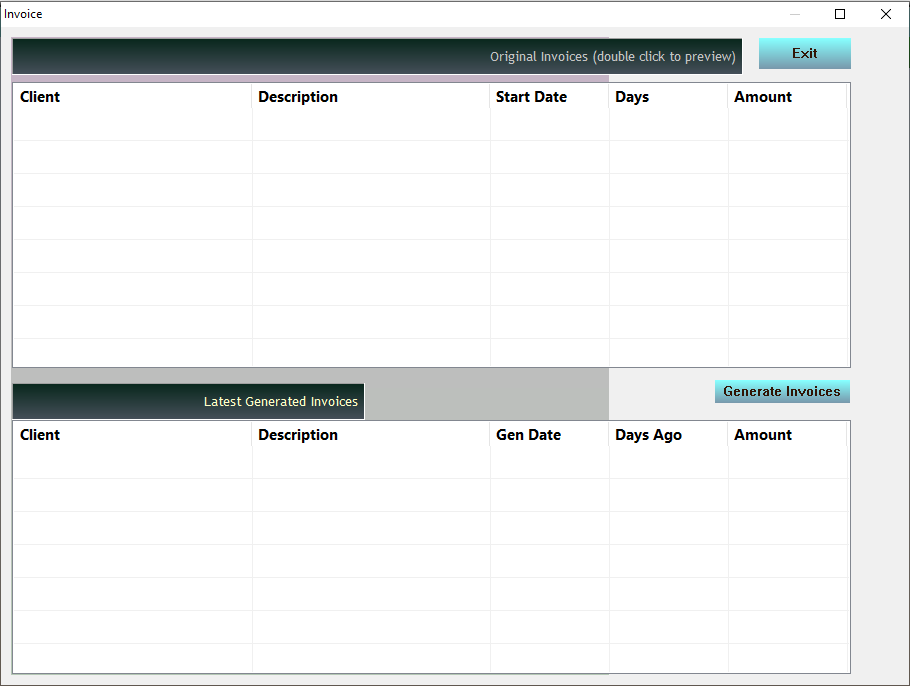 Invoice
Original Invoices (double click to preview)
Exit
Client Description Start Date Days Amount
Latest Generated Invoices
Generate Invoices
Client Description Gen Date Days Ago Amount